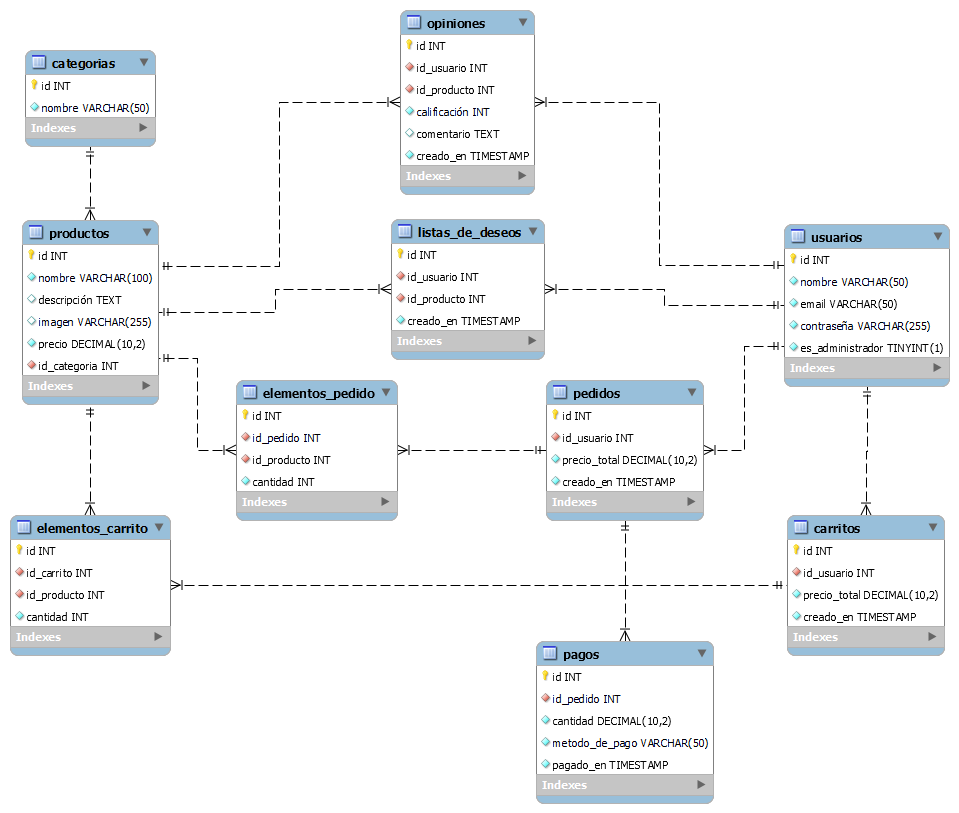 opiniones
id INT
id_usuario INT
id_producto INT
calificación INT
comentario TEXT
creado_en TIMESTAMP
Indexes
categorias
id INT
nombre VARCHAR(50)
Indexes
productos
id INT
nombre VARCHAR(100)
descripción TEXT
imagen VARCHAR(255)
precio DECIMAL(10,2)
id_categoria INT
Indexes
listas_de_deseos
id INT
id_usuario INT
id_producto INT
creado_en TIMESTAMP
Indexes
usuarios
id INT
nombre VARCHAR(50)
email VARCHAR(50)
contraseña VARCHAR(255)
es_administrador TINYINT(1)
Indexes
elementos_pedido
id INT
id_pedido INT
id_producto INT
cantidad INT
Indexes
pedidos
id INT
id_usuario INT
precio_total DECIMAL(10,2)
creado_en TIMESTAMP
Indexes
elementos_carrito
id INT
id_carrito INT
id_producto INT
cantidad INT
Indexes
carritos
id INT
id_usuario INT
precio_total DECIMAL(10,2)
creado_en TIMESTAMP
Indexes
pagos
id INT
id_pedido INT
cantidad DECIMAL(10,2)
metodo_de_pago VARCHAR(50)
pagado_en TIMESTAMP
Indexes